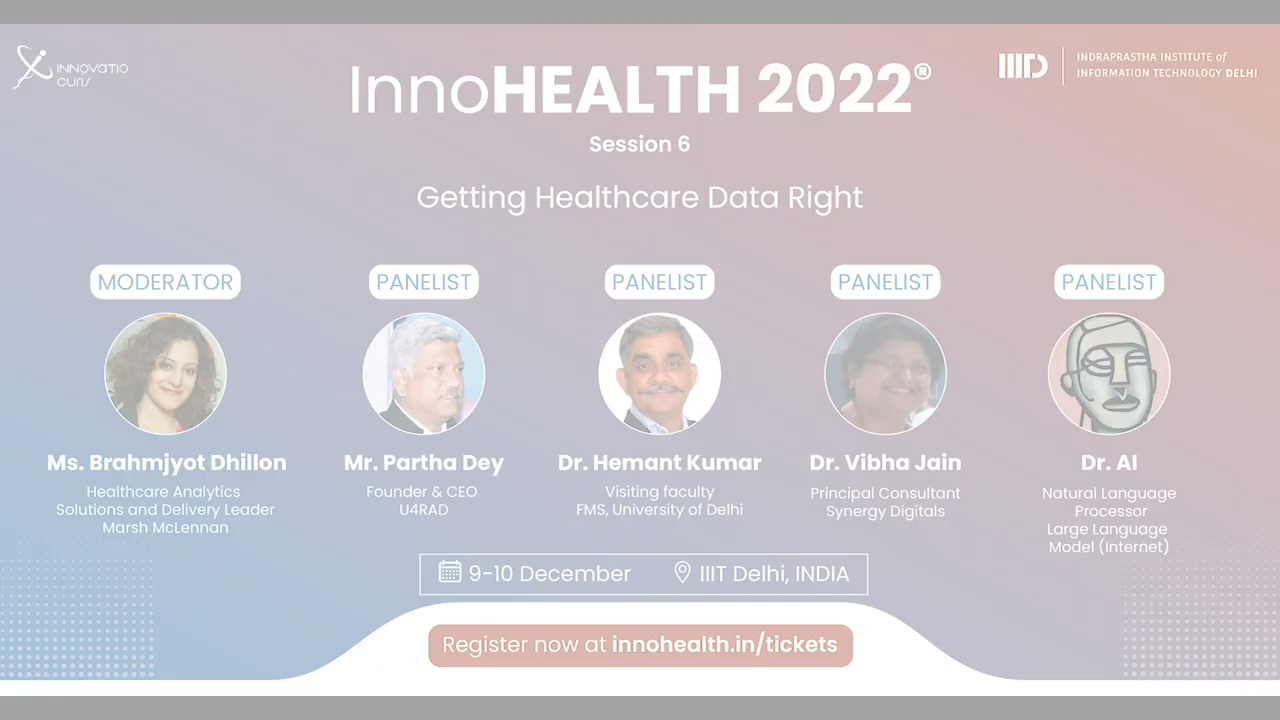 INNOVATIO
CURIS
InnoHEALTH 2022®
IIID
INDRAPRASTHA INSTITUTE of
INFORMATION TECHNOLOGY DELHI
Session 6
Getting Healthcare Data Right
MODERATOR
Ms. Brahmjyot Dhillon
Healthcare Analytics
Solutions and Delivery Leader
Marsh McLennan
PANELIST
Mr. Partha Dey
Founder & CEO
U4RAD
PANELIST
Dr. Hemant Kumar
Visiting faculty
FMS, University of Delhi
PANELIST
Dr. Vibha Jain
Principal Consultant
Synergy Digitals
PANELIST
Dr. AI
Natural Language
Processor
Large Language
Model (Internet)
9-10 December
IIIT Delhi, INDIA
Register now at innohealth.in/tickets